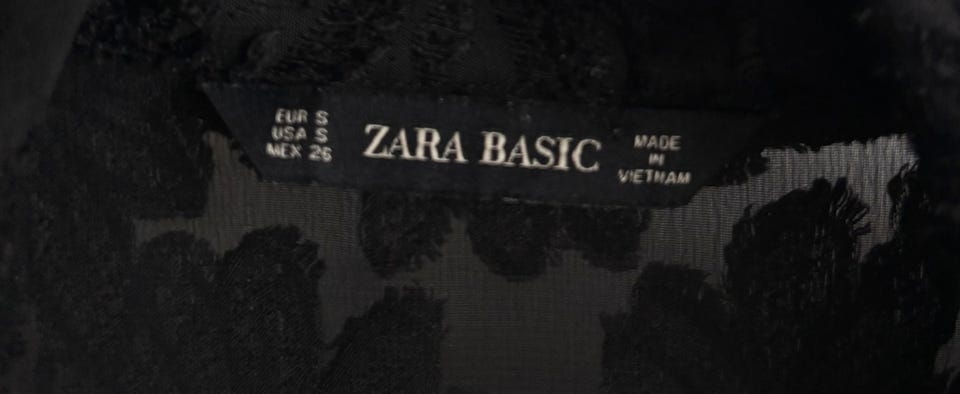 EUR S
USA S
MEX 26
ZARA BASIC
MADE
IN
VIETNAM